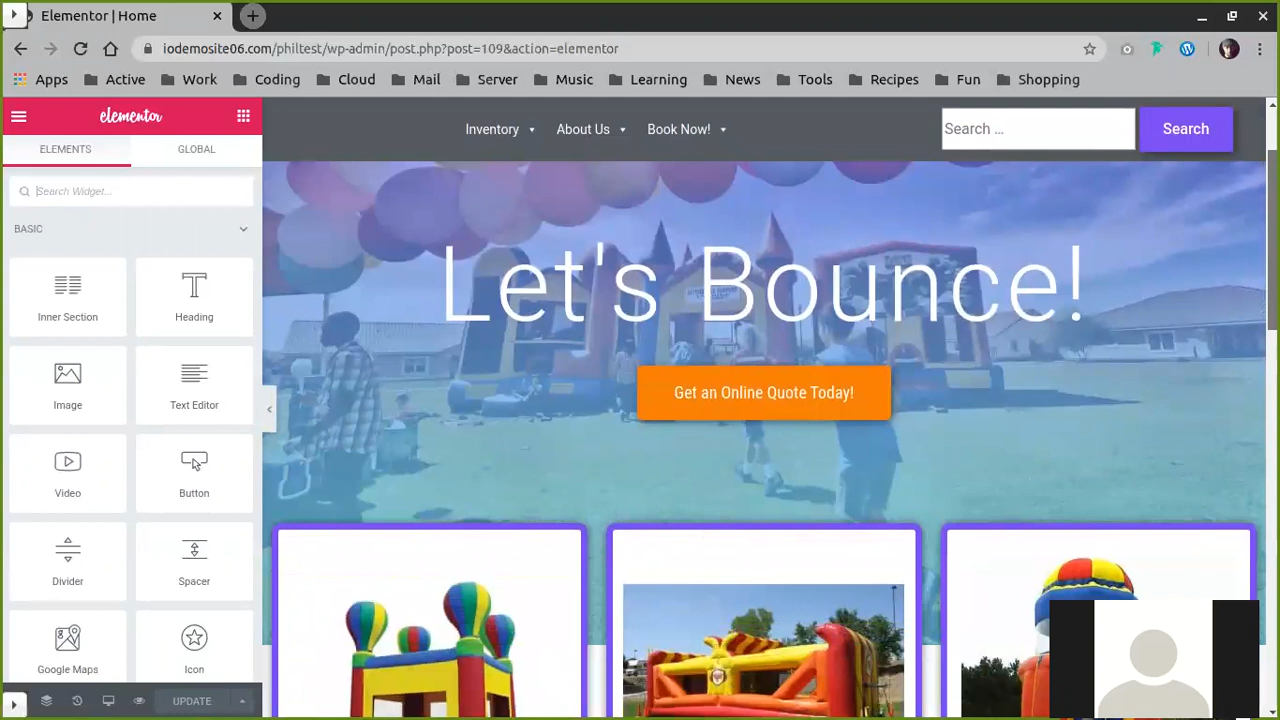 Elementor | Home
iodemosite06.com/philtest/wp-admin/post.php?post=109&action=elementor
Apps Active Work Coding Cloud Mail Server Music Learning News Tools Recipes Fun Shopping
elementor
ELEMENTS GLOBAL
Search Widget...
BASIC
Inner Section Heading
Image Text Editor
Video Button
Divider Spacer
Google Maps Icon
UPDATE
Inventory About Us Book Now! Search ... Search
Let's Bounce!
Get an Online Quote Today!